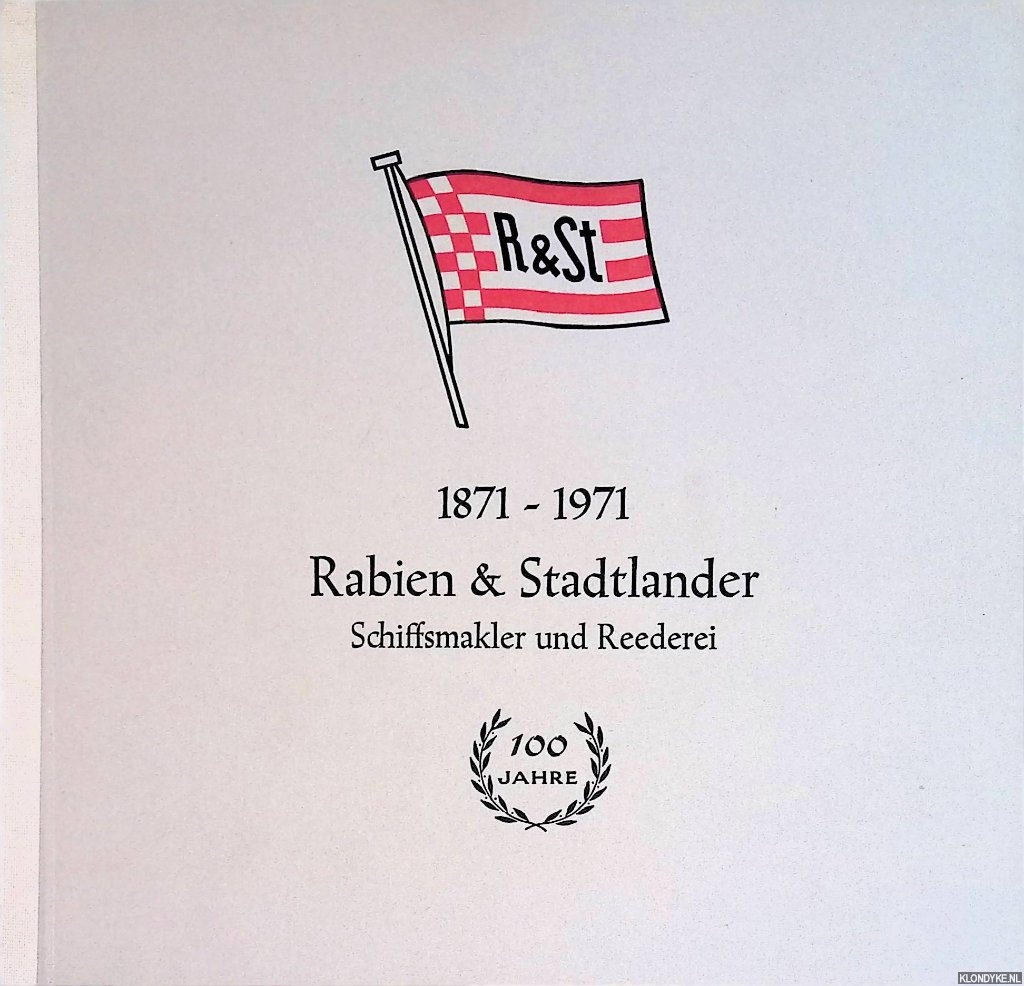 R&St
1871 - 1971
Rabien & Stadtlander
Schiffsmakler und Reederei
100
JAHRE
KLONDYKE.NL